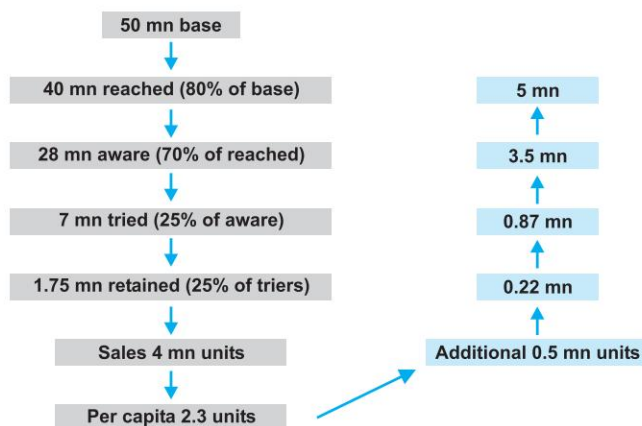 50 mn base
40 mn reached (80% of base)
28 mn aware (70% of reached)
7 mn tried (25% of aware)
1.75 mn retained (25% of triers)
Sales 4 mn units
Per capita 2.3 units
5 mn
3.5 mn
0.87 mn
0.22 mn
Additional 0.5 mn units